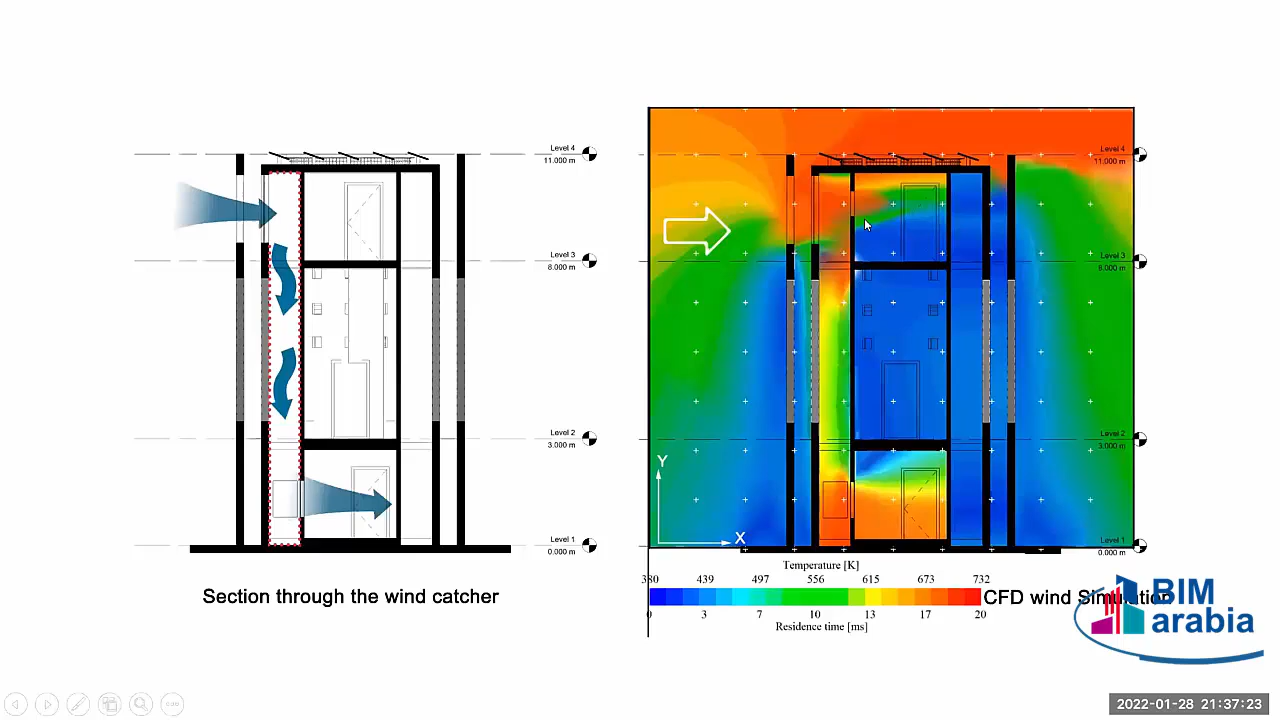 Level 4
11.000 m
Level 3
8.000 m
Level 2
3.000 m
Level 1
0.000 m
Section through the wind catcher
Level 4
11.000 m
Level 3
8.000 m
Level 2
3.000 m
Level 1
0.000 m
Y
X
Temperature [K]
380 439 497 556 615 673 732
0 3 7 10 13 17 20
Residence time [ms]
CFD wind Simulation
BIM
arabia
2022-01-28 21:37:23